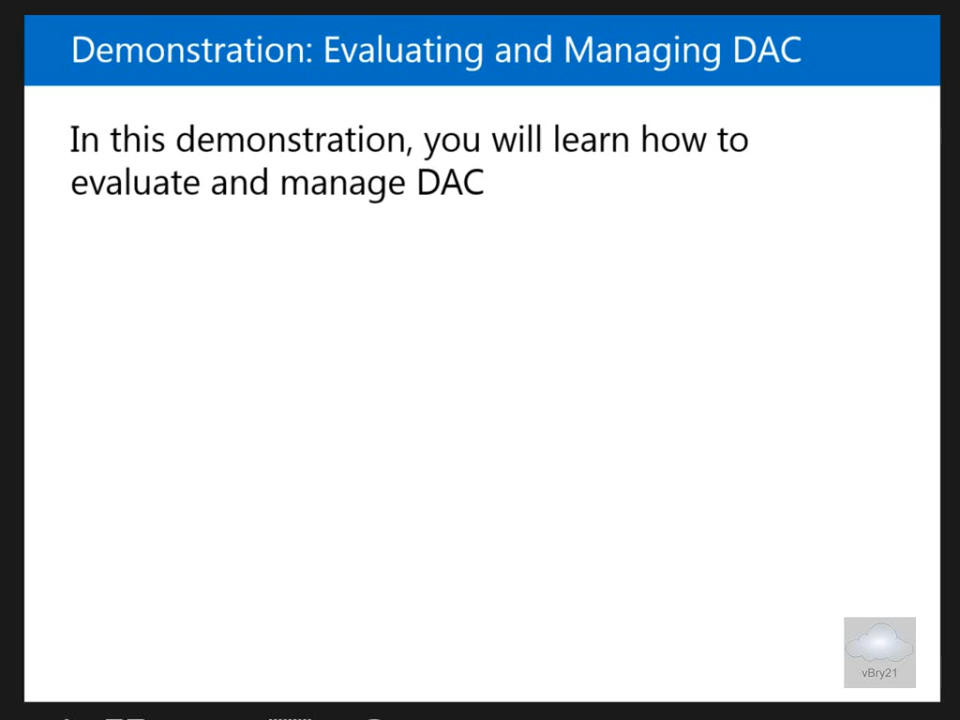 Demonstration: Evaluating and Managing DAC
In this demonstration, you will learn how to
evaluate and manage DAC
vBry21